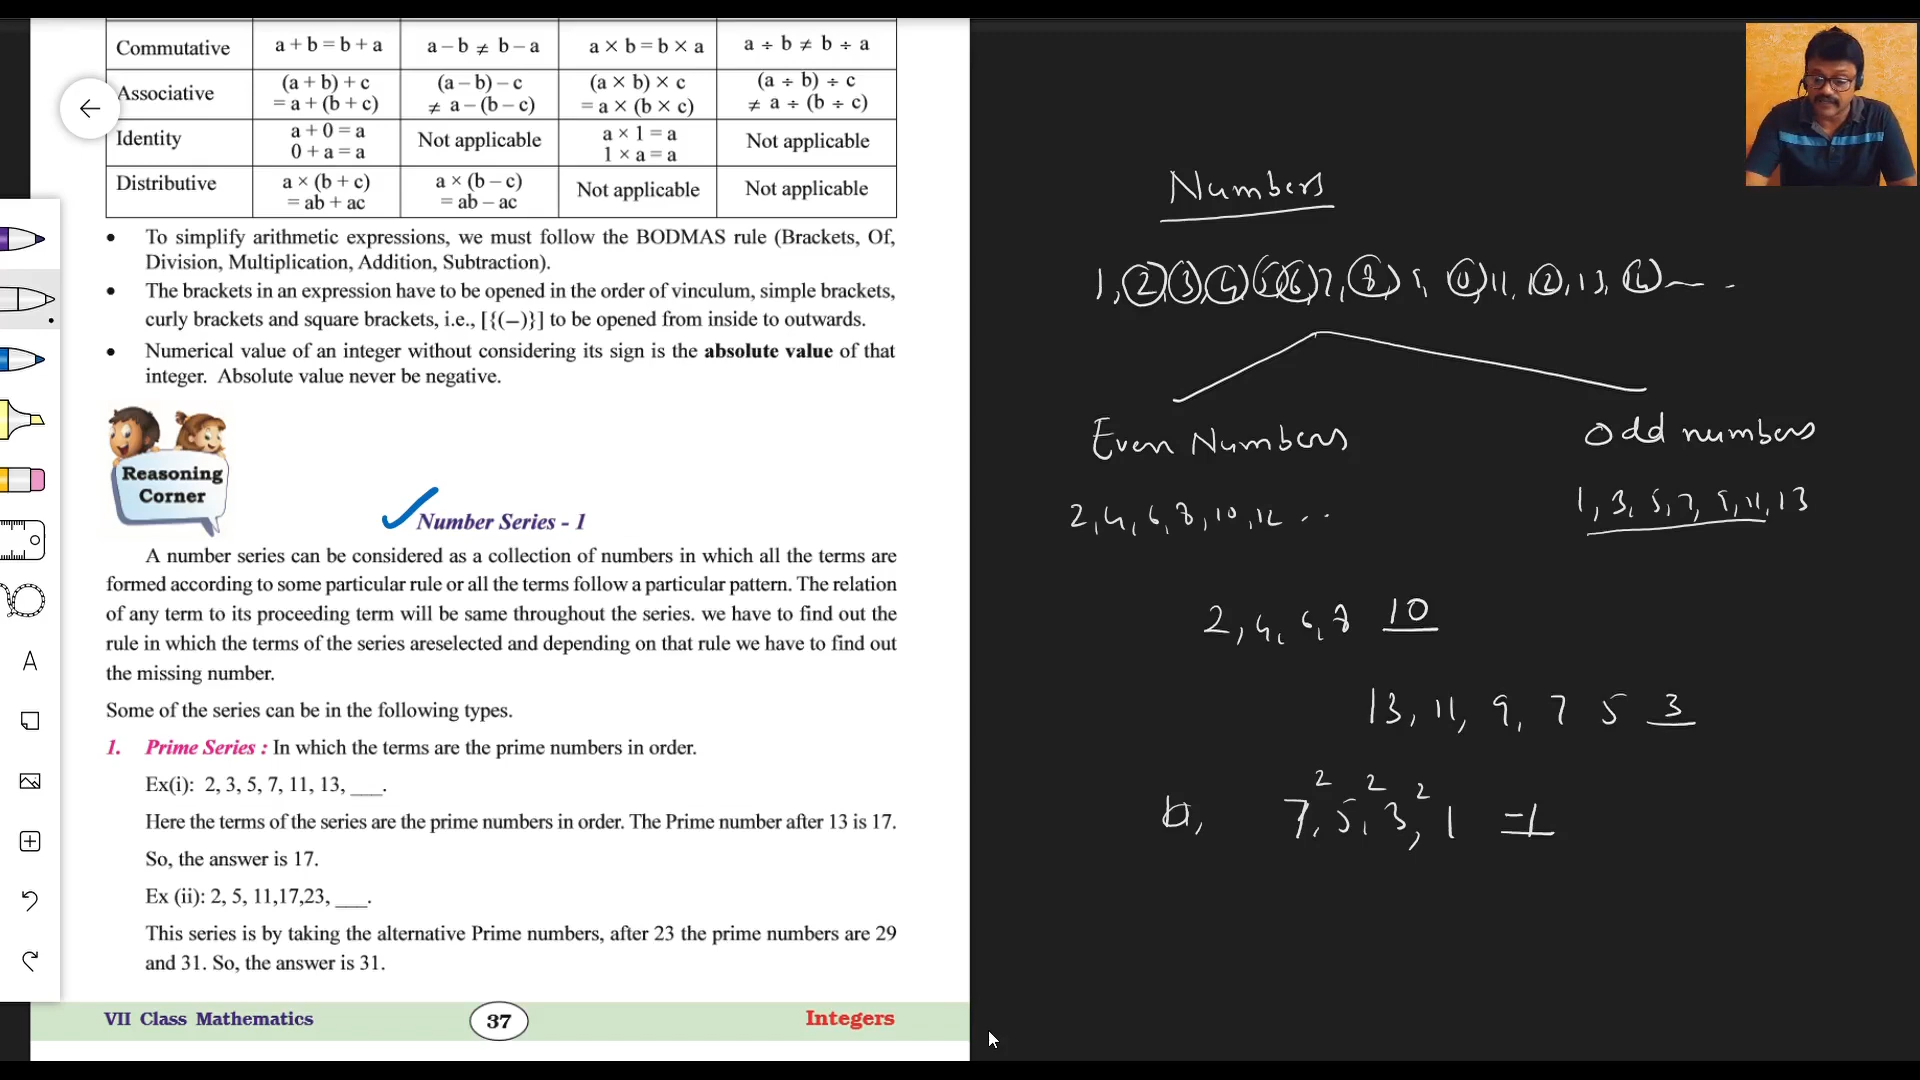 Commutative a + b = b + a a – b ≠ b – a a × b = b × a a ÷ b ≠ b ÷ a
Associative (a + b) + c = a + (b + c) (a – b) – c ≠ a – (b – c) (a × b) × c = a × (b × c) (a ÷ b) ÷ c ≠ a ÷ (b ÷ c)
Identity a + 0 = a 0 + a = a Not applicable a × 1 = a 1 × a = a Not applicable
Distributive a × (b + c) = ab + ac a × (b – c) = ab – ac Not applicable Not applicable
• To simplify arithmetic expressions, we must follow the BODMAS rule (Brackets, Of,
Division, Multiplication, Addition, Subtraction).
• The brackets in an expression have to be opened in the order of vinculum, simple brackets,
curly brackets and square brackets, i.e., [{(–)}] to be opened from inside to outwards.
• Numerical value of an integer without considering its sign is the absolute value of that
integer. Absolute value never be negative.
Reasoning
Corner
Number Series - 1
A number series can be considered as a collection of numbers in which all the terms are
formed according to some particular rule or all the terms follow a particular pattern. The relation
of any term to its proceeding term will be same throughout the series. we have to find out the
rule in which the terms of the series areselected and depending on that rule we have to find out
the missing number.
Some of the series can be in the following types.
1. Prime Series : In which the terms are the prime numbers in order.
Ex(i): 2, 3, 5, 7, 11, 13, ___.
Here the terms of the series are the prime numbers in order. The Prime number after 13 is 17.
So, the answer is 17.
Ex (ii): 2, 5, 11,17,23, ___.
This series is by taking the alternative Prime numbers, after 23 the prime numbers are 29
and 31. So, the answer is 31.
VII Class Mathematics 37 Integers
A
Numbers
1, 2, 3, 4, 5, 6, 7, 8, 9, 10, 11, 12, 13, 14 - .
Even Numbers Odd numbers
2, 4, 6, 8, 10, 12 .. 1, 3, 5, 7, 9, 11, 13
2, 4, 6, 8 10
13, 11, 9, 7 5 3
2 2 2
7, 5, 3, 1 -1